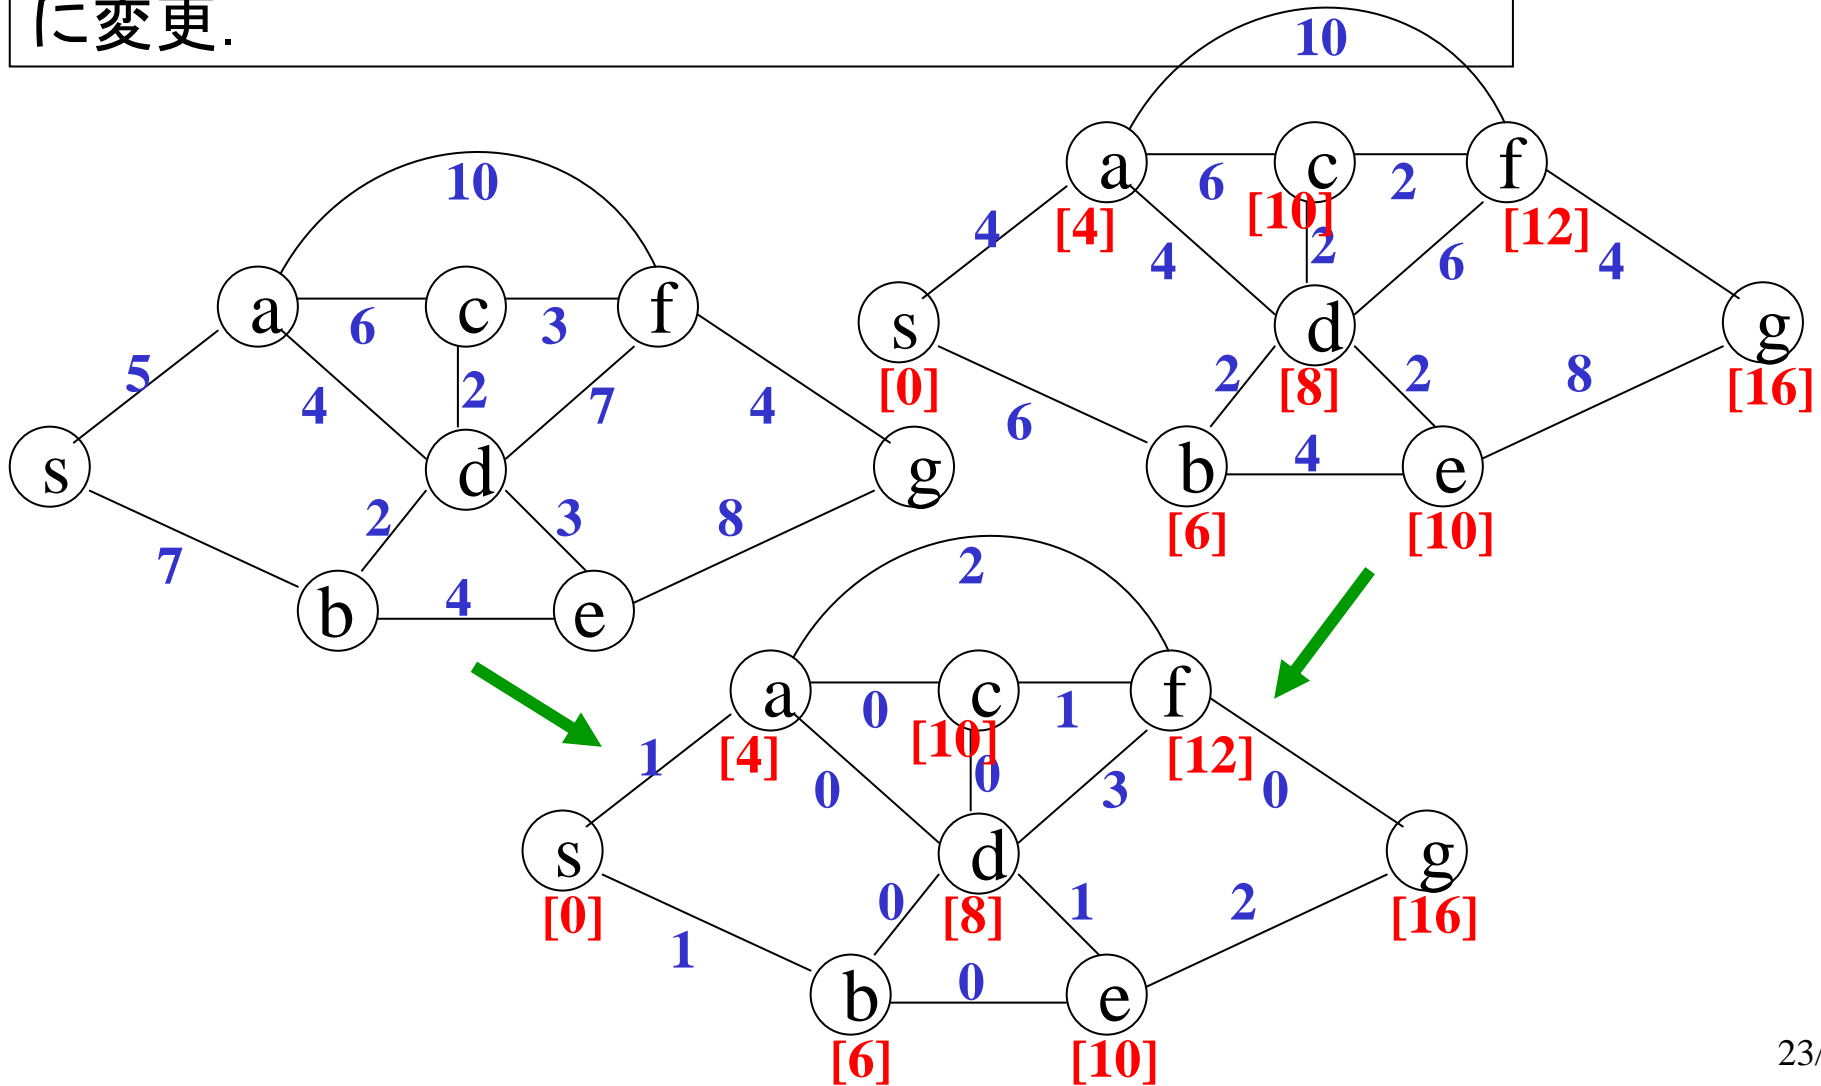 に変更.
10
a 6 c 3 f
5 4 2 7 4
s d g
7 2 3 8
b 4 e
10
a 6 c 2 f
[4] [10] [12]
4 4 2 6 4
s d g
[0] [8] [16]
6 2 2 8
b 4 e
[6] [10]
2
a 0 c 1 f
[4] [10] [12]
1 0 0 3 0
s d g
[0] [8] [16]
1 0 1 2
b 0 e
[6] [10]
23/